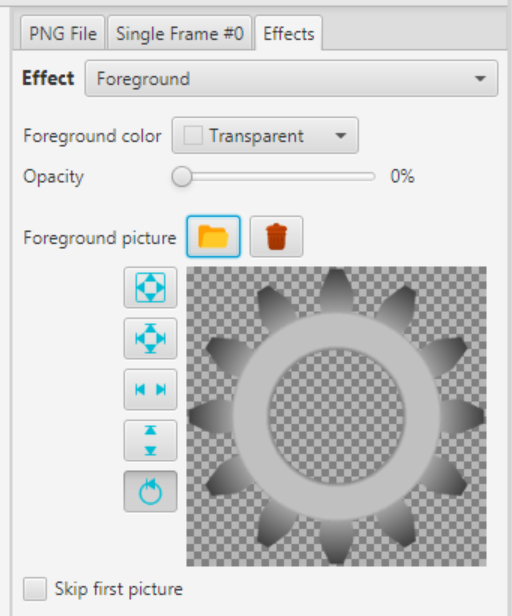 PNG File Single Frame #0 Effects
Effect Foreground
Foreground color Transparent
Opacity 0%
Foreground picture
Skip first picture